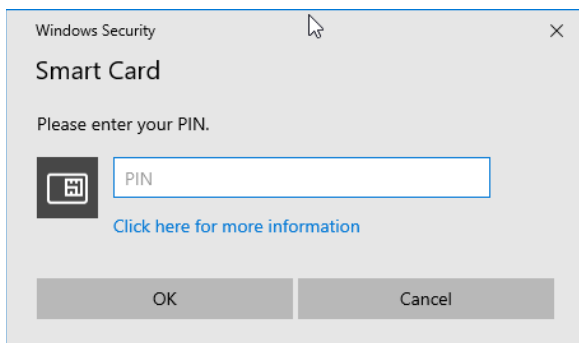 Windows Security
Smart Card
Please enter your PIN.
PIN
Click here for more information
OK
Cancel